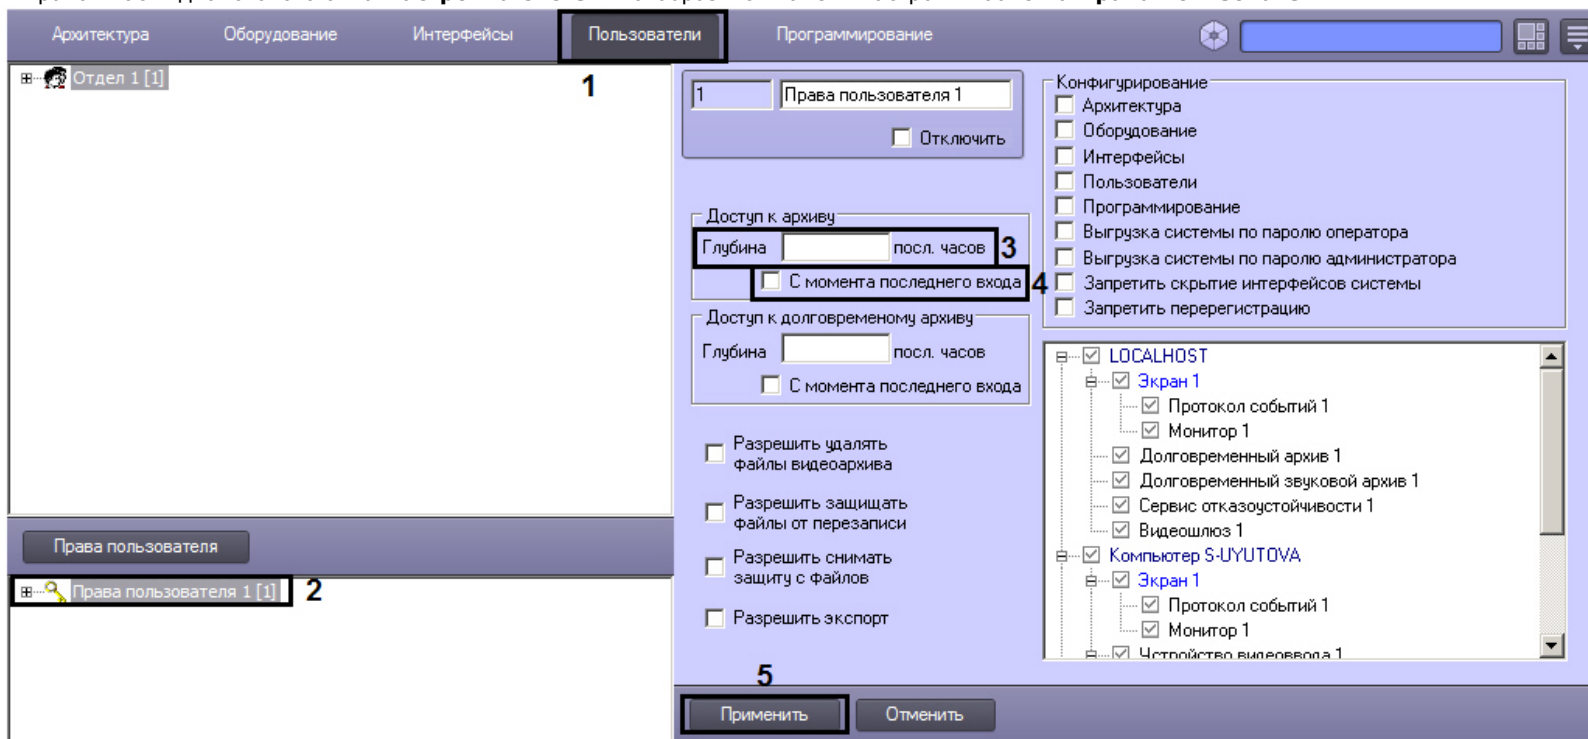 Архитектура Оборудование Интерфейсы Пользователи Программирование
1
Отдел 1 [1]
Права пользователя
Права пользователя 1 [1] 2
1 Права пользователя 1
Отключить
Доступ к архиву
Глубина посл. часов 3
С момента последнего входа 4
Доступ к долговременому архиву
Глубина посл. часов
С момента последнего входа
Разрешить удалять
файлы видеоархива
Разрешить защищать
файлы от перезаписи
Разрешить снимать
защиту с файлов
Разрешить экспорт
Конфигурирование
Архитектура
Оборудование
Интерфейсы
Пользователи
Программирование
Выгрузка системы по паролю оператора
Выгрузка системы по паролю администратора
Запретить скрытие интерфейсов системы
Запретить перерегистрацию
LOCALHOST
Экран 1
Протокол событий 1
Монитор 1
Долговременный архив 1
Долговременный звуковой архив 1
Сервис отказоустойчивости 1
Видеошлюз 1
Компьютер S-UYUTOVA
Экран 1
Протокол событий 1
Монитор 1
Устройство видеоввода 1
5
Применить Отменить